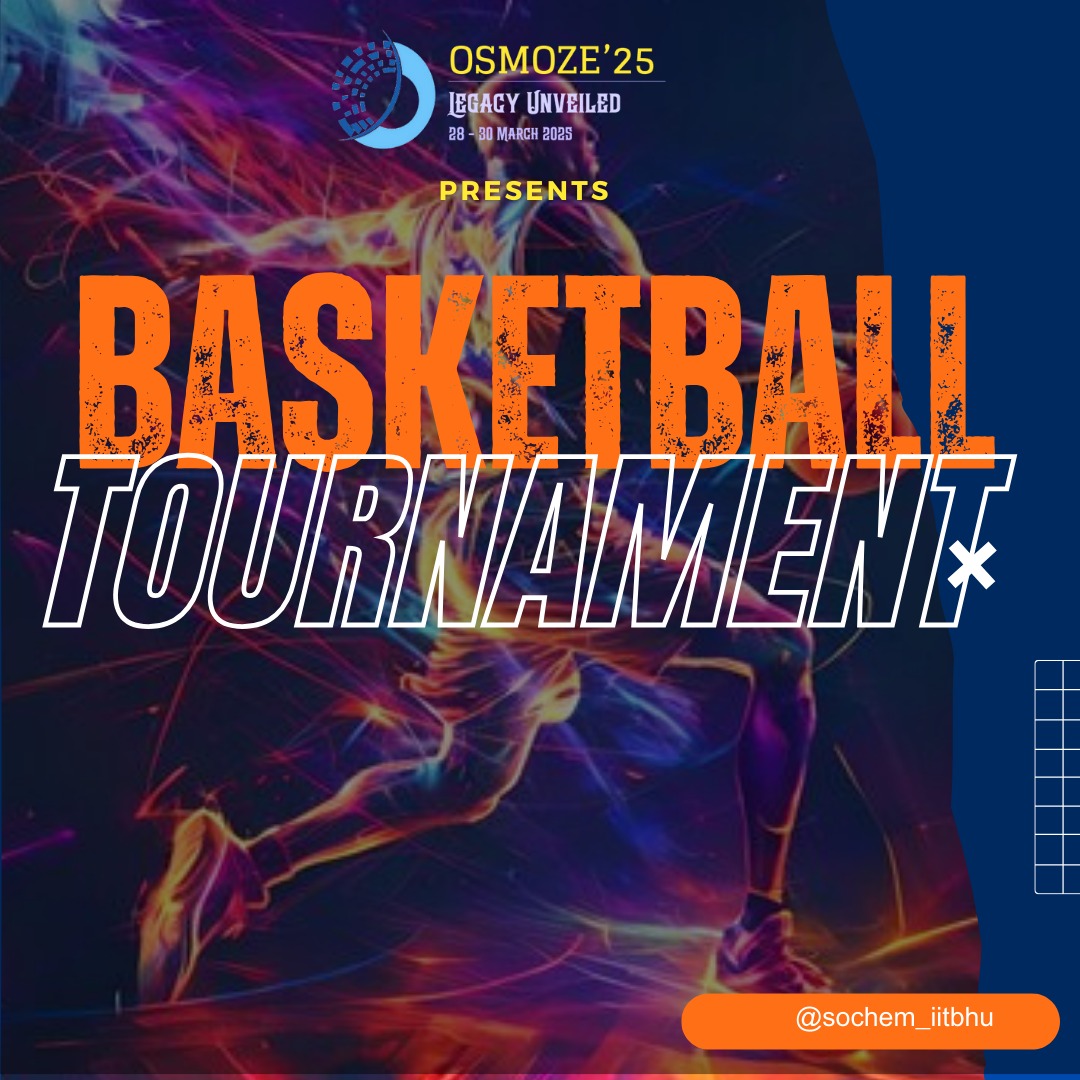 OSMOZE’25
Legacy Unveiled
28 - 30 March 2025
PRESENTS
BASKETBALL
TOURNAMENT
@sochem_iitbhu